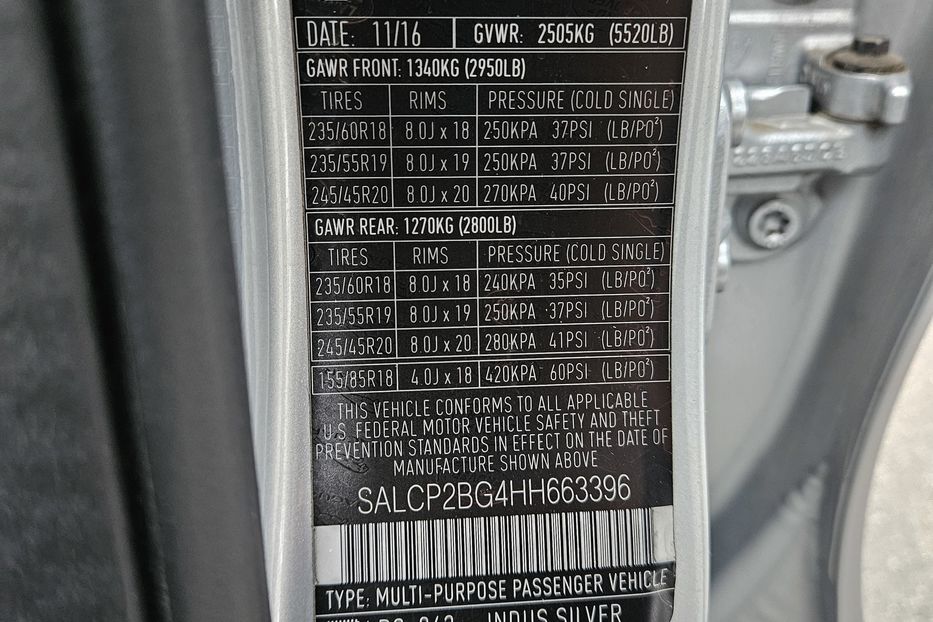 DATE: 11/16 GVWR: 2505KG (5520LB)
GAWR FRONT: 1340KG (2950LB)
TIRES RIMS PRESSURE (COLD SINGLE)
235/60R18 8.0J x 18 250KPA 37PSI (LB/PO²)
235/55R19 8.0J x 19 250KPA 37PSI (LB/PO²)
245/45R20 8.0J x 20 270KPA 40PSI (LB/PO²)
GAWR REAR: 1270KG (2800LB)
TIRES RIMS PRESSURE (COLD SINGLE)
235/60R18 8.0J x 18 240KPA 35PSI (LB/PO²)
235/55R19 8.0J x 19 250KPA 37PSI (LB/PO²)
245/45R20 8.0J x 20 280KPA 41PSI (LB/PO²)
155/85R18 4.0J x 18 420KPA 60PSI (LB/PO²)
THIS VEHICLE CONFORMS TO ALL APPLICABLE
U.S. FEDERAL MOTOR VEHICLE SAFETY AND THEFT
PREVENTION STANDARDS IN EFFECT ON THE DATE OF
MANUFACTURE SHOWN ABOVE
SALCP2BG4HH663396
TYPE: MULTI-PURPOSE PASSENGER VEHICLE
INDUS SILVER